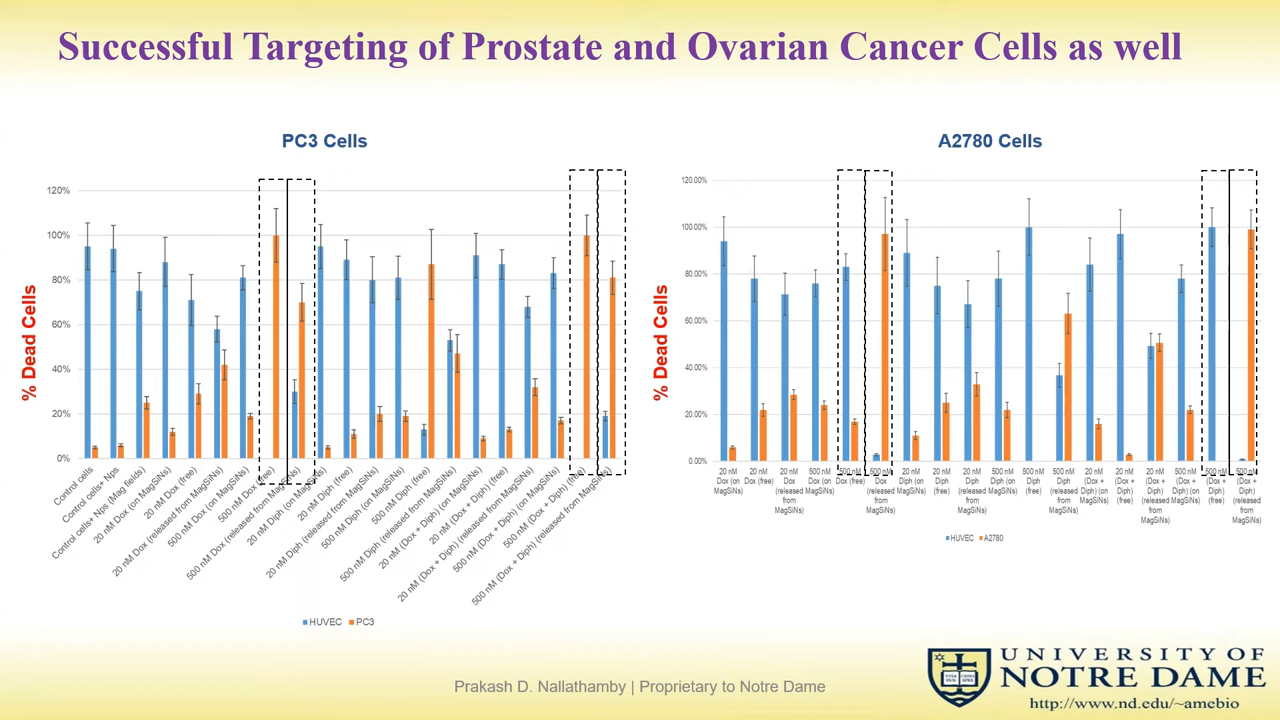 Successful Targeting of Prostate and Ovarian Cancer Cells as well
PC3 Cells
% Dead Cells
120%
100%
80%
60%
40%
20%
0%
Control cells
Control cells+ Nps
Control cells+ Nps (Mag fields)
20 nM Dox (on MagSiNs)
20 nM Dox (free)
20 nM Dox (released from MagSiNs)
500 nM Dox (on MagSiNs)
500 nM Dox (free)
500 nM Dox (released from MagSiNs)
20 nM Diph (on MagSiNs)
20 nM Diph (free)
20 nM Diph (released from MagSiNs)
500 nM Diph (on MagSiNs)
500 nM Diph (free)
500 nM Diph (released from MagSiNs)
20 nM (Dox + Diph) (on MagSiNs)
20 nM (Dox + Diph) (free)
20 nM (Dox + Diph) (released from MagSiNs)
500 nM (Dox + Diph) (on MagSiNs)
500 nM (Dox + Diph) (free)
500 nM (Dox + Diph) (released from MagSiNs)
HUVEC PC3
A2780 Cells
% Dead Cells
120.00%
100.00%
80.00%
60.00%
40.00%
20.00%
0.00%
20 nM Dox (on MagSiNs)
20 nM Dox (free)
20 nM Dox (released from MagSiNs)
500 nM Dox (on MagSiNs)
500 nM Dox (free)
500 nM Dox (released from MagSiNs)
20 nM Diph (on MagSiNs)
20 nM Diph (free)
20 nM Diph (released from MagSiNs)
500 nM Diph (on MagSiNs)
500 nM Diph (free)
500 nM Diph (released from MagSiNs)
20 nM (Dox + Diph) (on MagSiNs)
20 nM (Dox + Diph) (free)
20 nM (Dox + Diph) (released from MagSiNs)
500 nM (Dox + Diph) (on MagSiNs)
500 nM (Dox + Diph) (free)
500 nM (Dox + Diph) (released from MagSiNs)
HUVEC A2780
Prakash D. Nallathamby | Proprietary to Notre Dame
UNIVERSITY OF
NOTRE DAME
http://www.nd.edu/~amebio